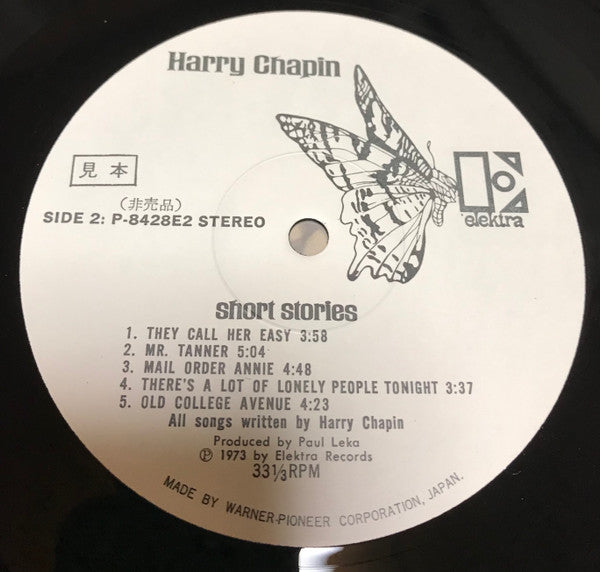 Harry Chapin
見本
(非売品)
SIDE 2: P-8428E2 STEREO
elektra
short stories
1. THEY CALL HER EASY 3:58
2. MR. TANNER 5:04
3. MAIL ORDER ANNIE 4:48
4. THERE'S A LOT OF LONELY PEOPLE TONIGHT 3:37
5. OLD COLLEGE AVENUE 4:23
All songs written by Harry Chapin
Produced by Paul Leka
Ⓟ 1973 by Elektra Records
33⅓RPM
MADE BY WARNER-PIONEER CORPORATION, JAPAN.